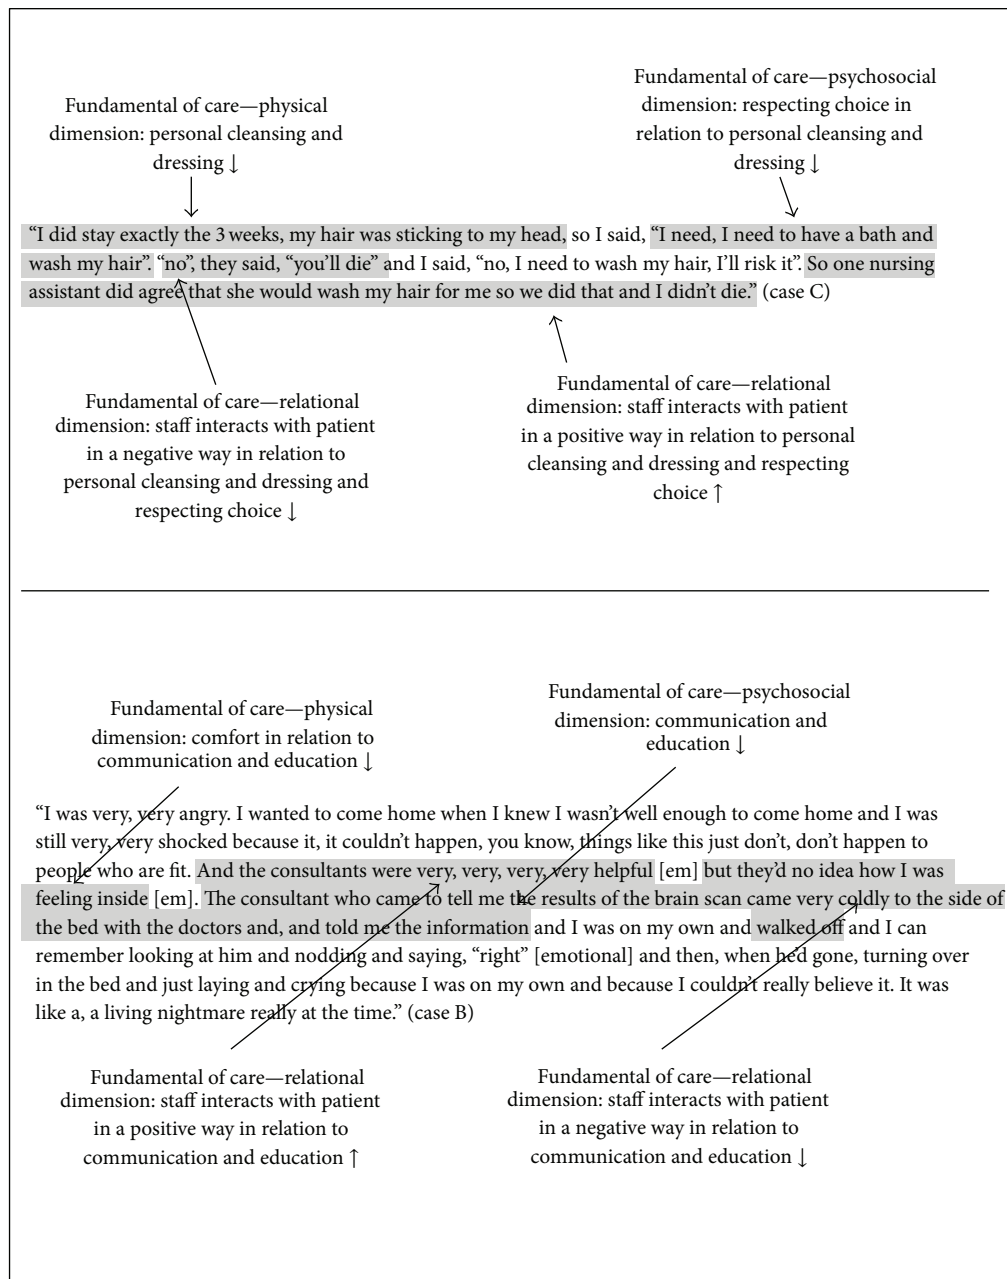 Fundamental of care—physical
dimension: personal cleansing and
dressing ↓
Fundamental of care—psychosocial
dimension: respecting choice in
relation to personal cleansing and
dressing ↓
“I did stay exactly the 3 weeks, my hair was sticking to my head, so I said, “I need, I need to have a bath and
wash my hair”. “no”, they said, “you’ll die” and I said, “no, I need to wash my hair, I’ll risk it”. So one nursing
assistant did agree that she would wash my hair for me so we did that and I didn’t die.” (case C)
Fundamental of care—relational
dimension: staff interacts with patient
in a negative way in relation to
personal cleansing and dressing and
respecting choice ↓
Fundamental of care—relational
dimension: staff interacts with patient
in a positive way in relation to personal
cleansing and dressing and respecting
choice ↑
Fundamental of care—physical
dimension: comfort in relation to
communication and education ↓
Fundamental of care—psychosocial
dimension: communication and
education ↓
“I was very, very angry. I wanted to come home when I knew I wasn’t well enough to come home and I was
still very, very shocked because it, it couldn’t happen, you know, things like this just don’t, don’t happen to
people who are fit. And the consultants were very, very, very, very helpful [em] but they’d no idea how I was
feeling inside [em]. The consultant who came to tell me the results of the brain scan came very coldly to the side of
the bed with the doctors and, and told me the information and I was on my own and walked off and I can
remember looking at him and nodding and saying, “right” [emotional] and then, when he’d gone, turning over
in the bed and just laying and crying because I was on my own and because I couldn’t really believe it. It was
like a, a living nightmare really at the time.” (case B)
Fundamental of care—relational
dimension: staff interacts with patient
in a positive way in relation to
communication and education ↑
Fundamental of care—relational
dimension: staff interacts with patient
in a negative way in relation to
communication and education ↓